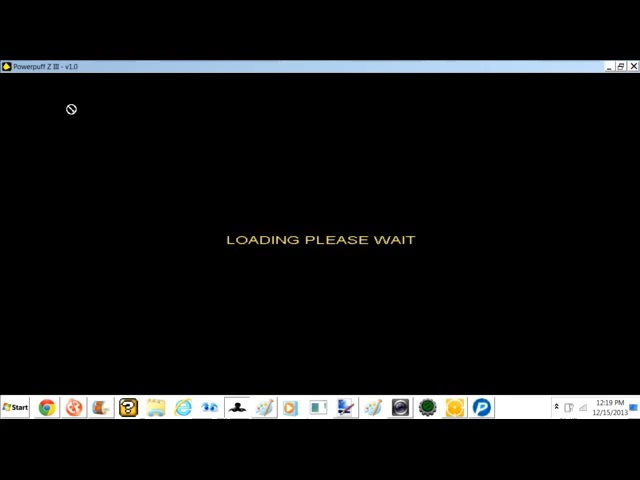 Powerpuff Z III - v1.0
LOADING PLEASE WAIT
Start
12:19 PM
12/15/2013